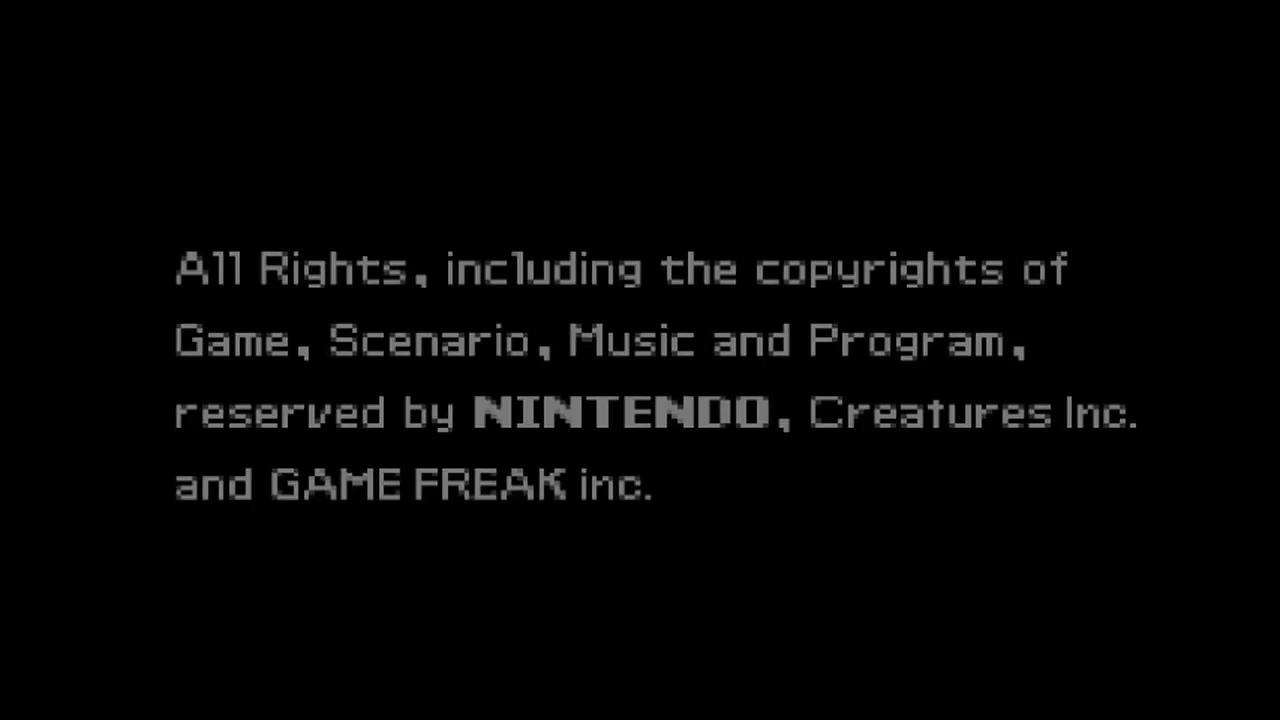 All Rights, including the copyrights of
Game, Scenario, Music and Program,
reserved by NINTENDO, Creatures Inc.
and GAME FREAK inc.